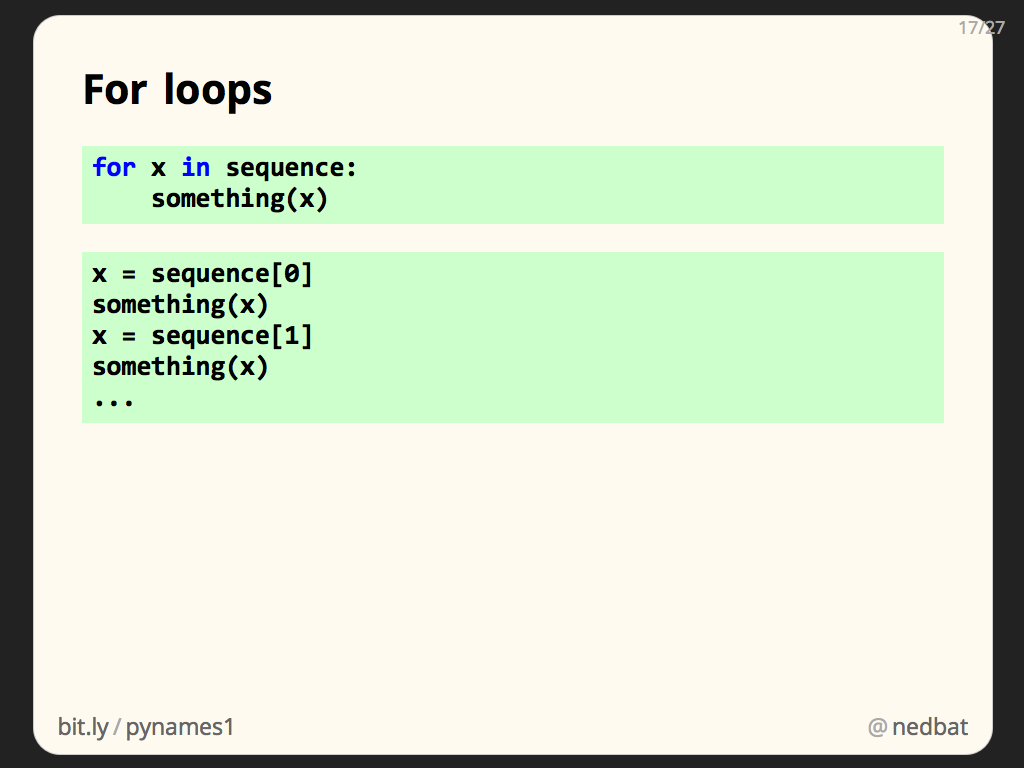 17/27
For loops
for x in sequence:
    something(x)
x = sequence[0]
something(x)
x = sequence[1]
something(x)
...
bit.ly/pynames1
@nedbat